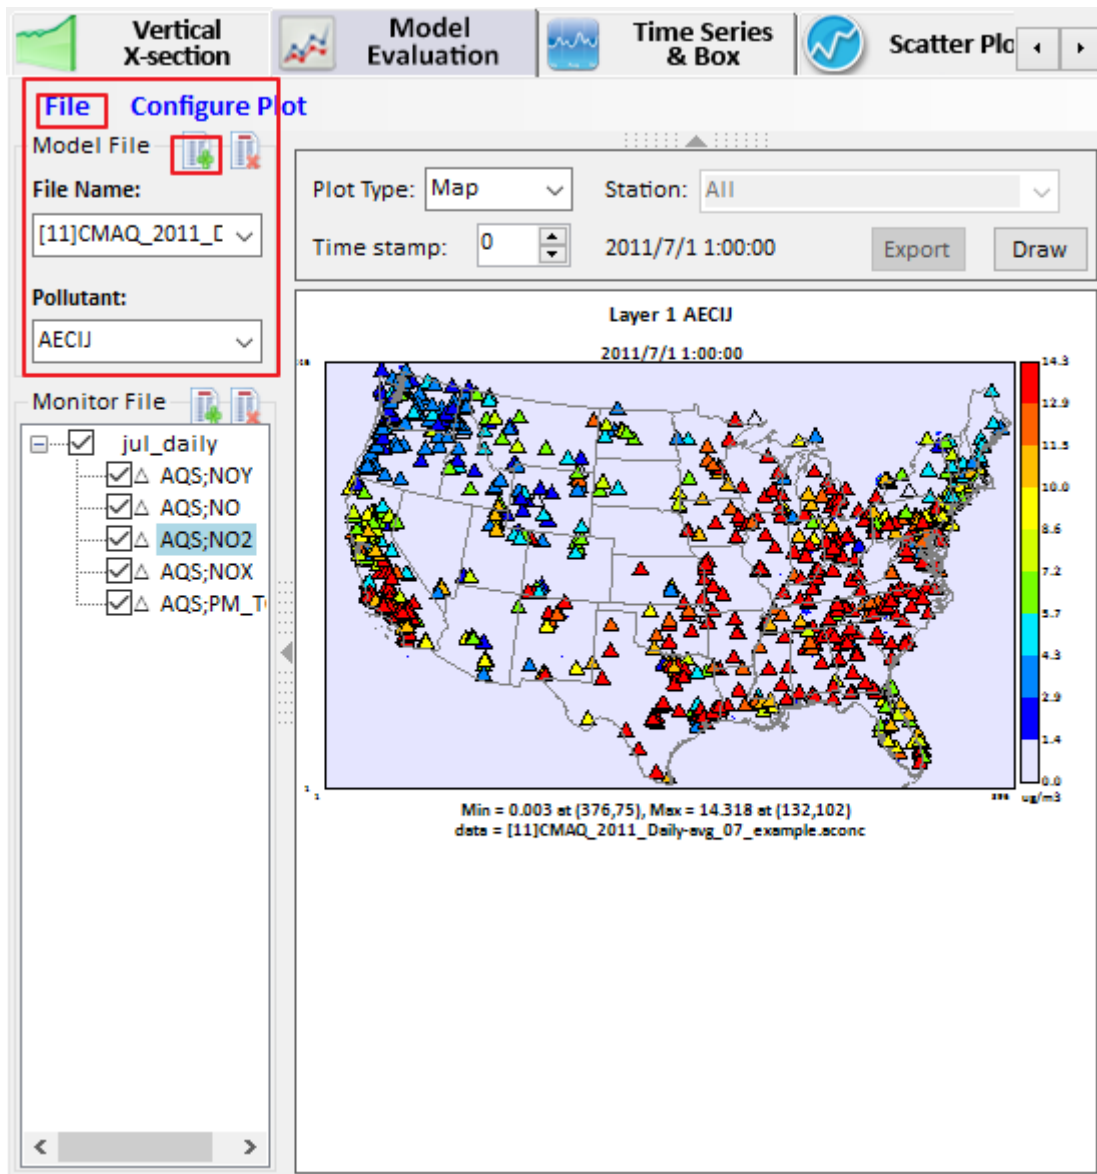 Vertical
X-section
Model
Evaluation
Time Series
& Box
Scatter Plo
File
Configure Plot
Model File
File Name:
[11]CMAQ_2011_D
Pollutant:
AECIJ
Plot Type:
Map
Station:
All
Time stamp:
0
2011/7/1 1:00:00
Export
Draw
Monitor File
jul_daily
AQS;NOY
AQS;NO
AQS;NO2
AQS;NOX
AQS;PM_T
Layer 1 AECIJ
2011/7/1 1:00:00
14.3
12.9
11.5
10.0
8.6
7.2
5.7
4.3
2.9
1.4
0.0
ug/m3
1
1
Min = 0.003 at (376,75), Max = 14.318 at (132,102)
data = [11]CMAQ_2011_Daily-avg_07_example.aconc